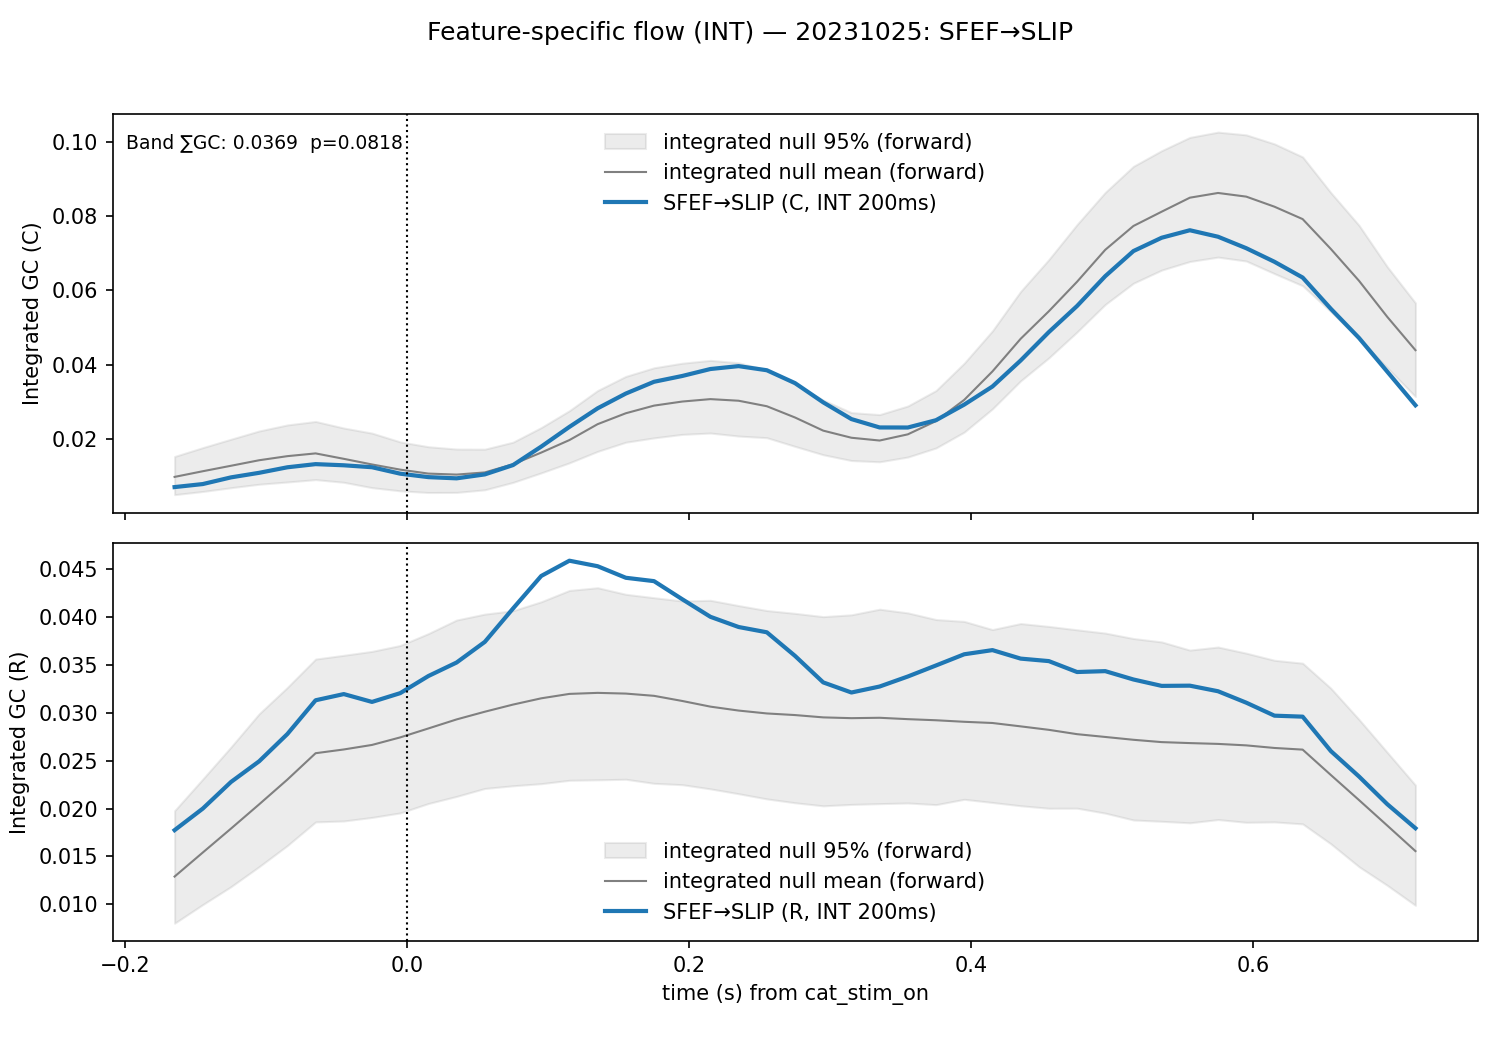 Feature-specific flow (INT) — 20231025: SFEF→SLIP
Band ∑GC: 0.0369  p=0.0818
integrated null 95% (forward)
integrated null mean (forward)
SFEF→SLIP (C, INT 200ms)
Integrated GC (C)
0.10
0.08
0.06
0.04
0.02
integrated null 95% (forward)
integrated null mean (forward)
SFEF→SLIP (R, INT 200ms)
Integrated GC (R)
0.045
0.040
0.035
0.030
0.025
0.020
0.015
0.010
−0.2 0.0 0.2 0.4 0.6
time (s) from cat_stim_on